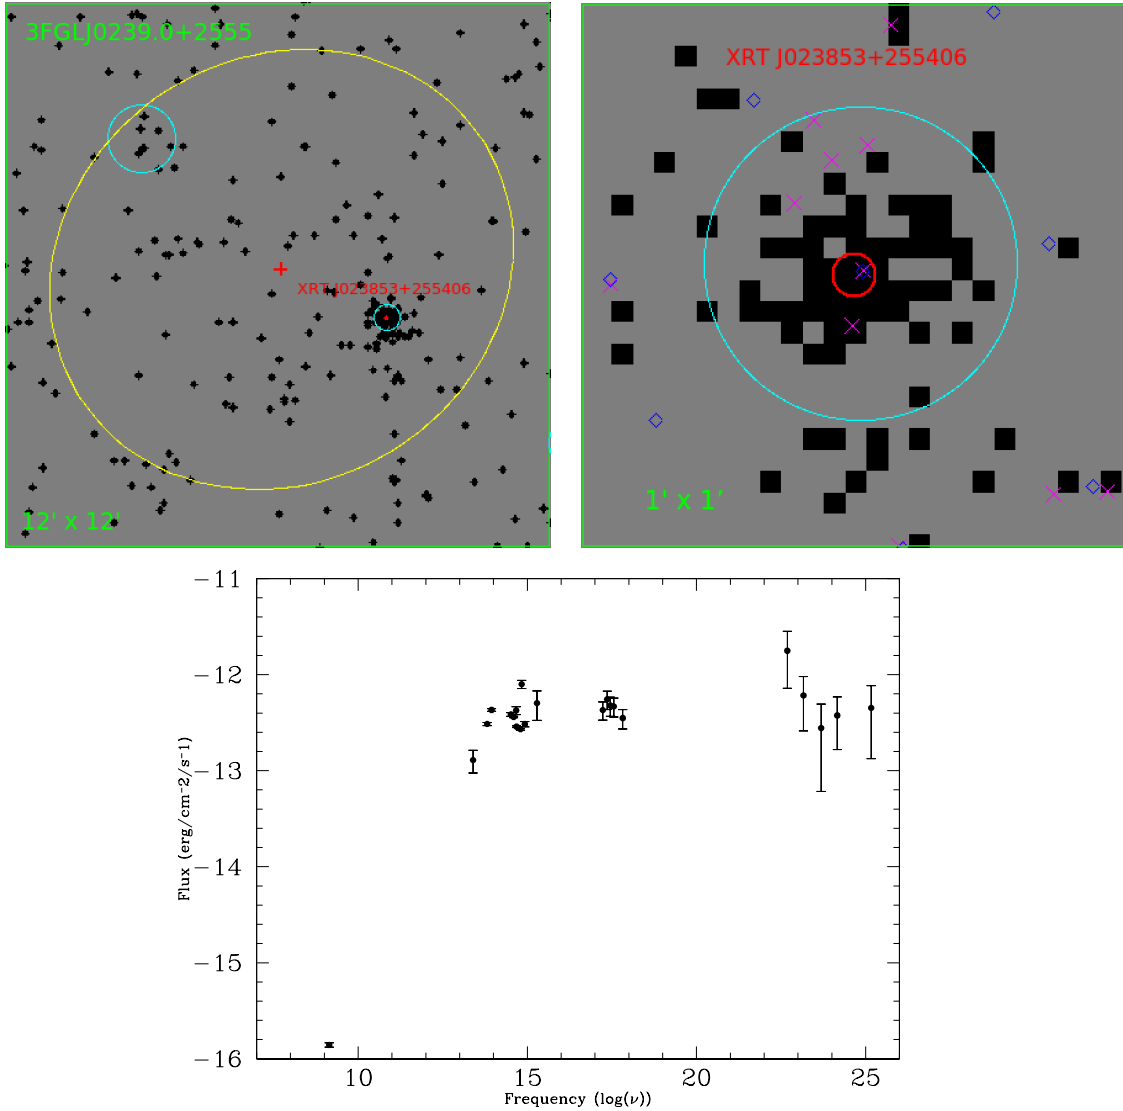 3FGLJ0239.0+2555
XRT J023853+255406
12' x 12'
XRT J023853+255406
1' x 1'
−11
−12
−13
−14
−15
−16
Flux (erg/cm−2/s−1)
10 15 20 25
Frequency (log(ν))